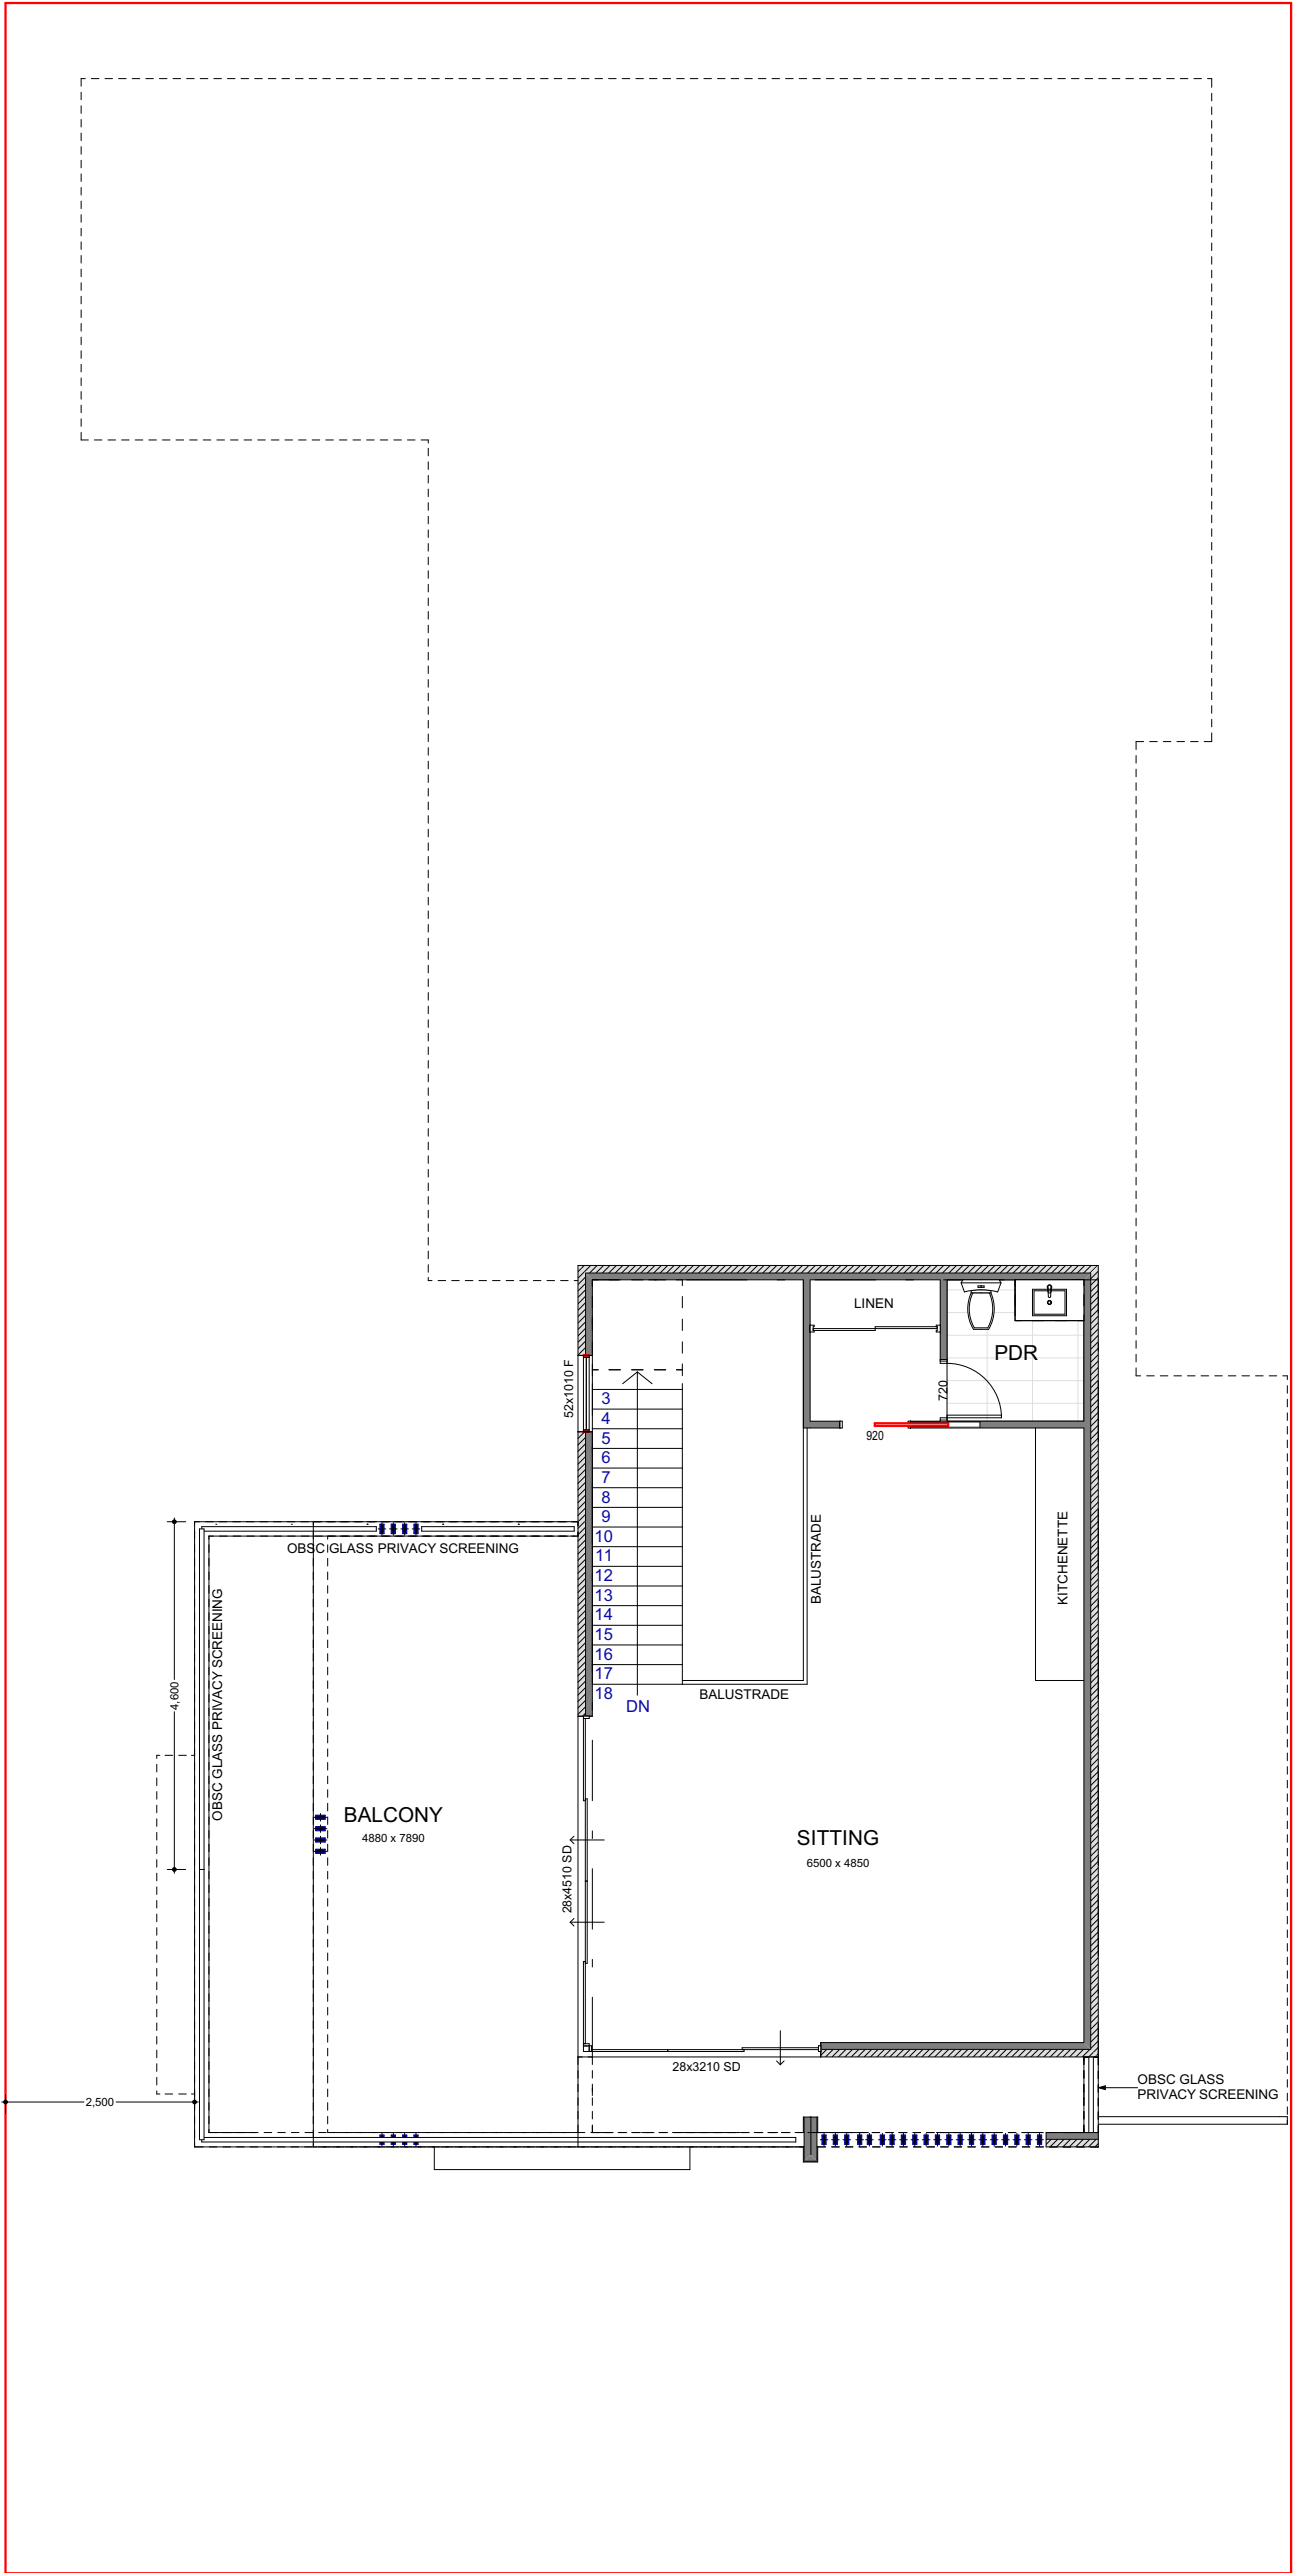 LINEN
PDR
52x1010 F
720
920
3
4
5
6
7
8
9
10
11
12
13
14
15
16
17
18
DN
BALUSTRADE
BALUSTRADE
KITCHENETTE
OBSC GLASS PRIVACY SCREENING
OBSC GLASS PRIVACY SCREENING
4,600
BALCONY
4880 x 7890
28x4510 SD
SITTING
6500 x 4850
28x3210 SD
OBSC GLASS
PRIVACY SCREENING
2,500